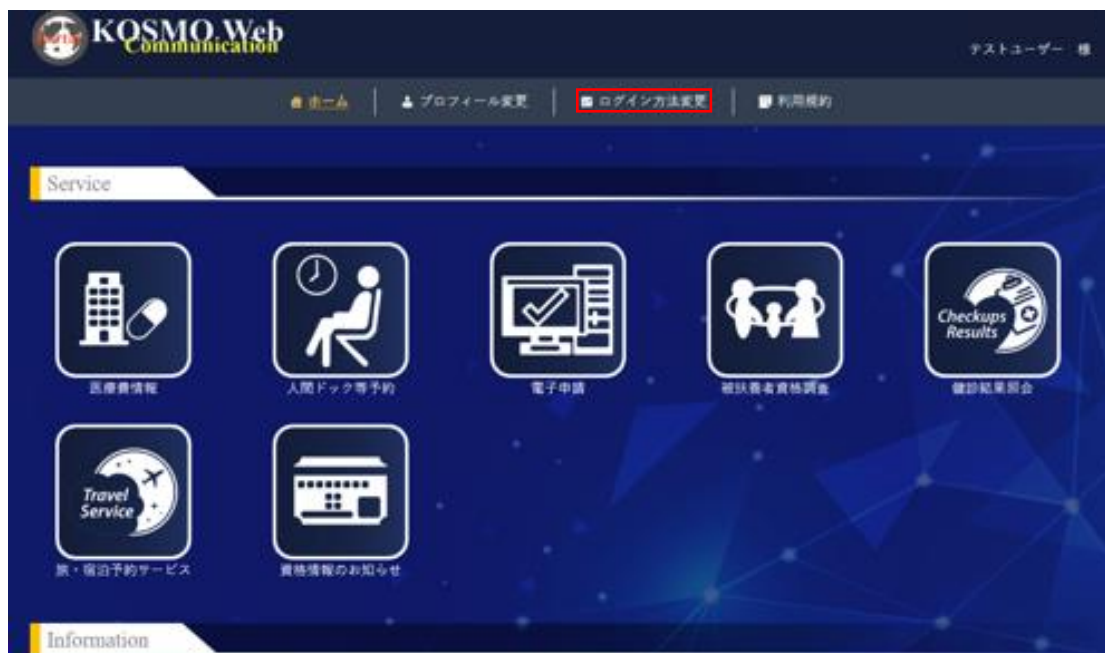 KOSMO Web
Communication
テストユーザー 様
ホーム
プロフィール変更
ログイン方法変更
利用規約
Service
医療費情報
人間ドック等予約
電子申請
被扶養者資格調査
Checkups
Results
健診結果照会
Travel
Service
旅・宿泊予約サービス
資格情報のお知らせ
Information